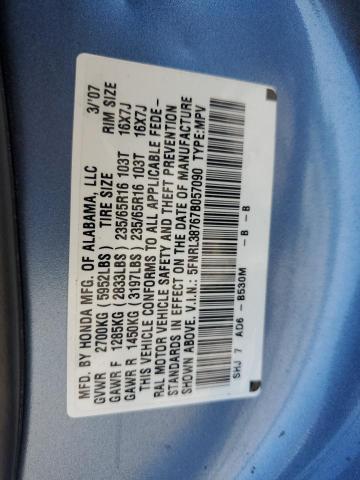 MFD. BY HONDA MFG. OF ALABAMA, LLC 3/'07
GVWR 2700KG (5952LBS) TIRE SIZE RIM SIZE
GAWR F 1285KG (2833LBS) 235/65R16 103T 16X7J
GAWR R 1450KG (3197LBS) 235/65R16 103T 16X7J
THIS VEHICLE CONFORMS TO ALL APPLICABLE FEDE-
RAL MOTOR VEHICLE SAFETY AND THEFT PREVENTION
STANDARDS IN EFFECT ON THE DATE OF MANUFACTURE
SHOWN ABOVE. V.I.N.: 5FNRL38767B057090 TYPE:MPV
SHJ 7 AD6 - B530M - B - B